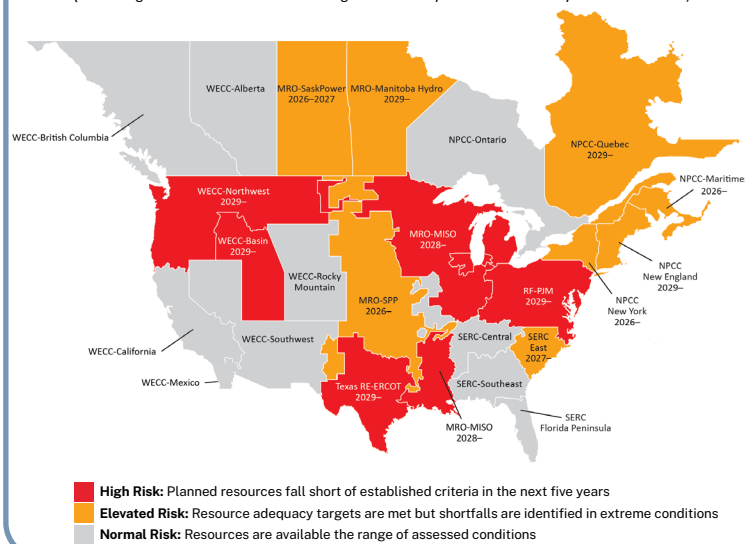 WECC-Alberta
MRO-SaskPower
2026–2027
MRO-Manitoba Hydro
2029–
WECC-British Columbia
NPCC-Ontario
NPCC-Quebec
2029–
NPCC-Maritime
2026–
WECC-Northwest
2029–
WECC-Basin
2029–
MRO-MISO
2028–
NPCC
New England
2029–
WECC-Rocky
Mountain
RF-PJM
2029–
NPCC
New York
2026–
MRO-SPP
2026–
WECC-California
WECC-Southwest
SERC-Central
SERC
East
2027–
WECC-Mexico
Texas RE-ERCOT
2029–
SERC-Southeast
SERC
Florida Peninsula
MRO-MISO
2028–
High Risk: Planned resources fall short of established criteria in the next five years
Elevated Risk: Resource adequacy targets are met but shortfalls are identified in extreme conditions
Normal Risk: Resources are available the range of assessed conditions